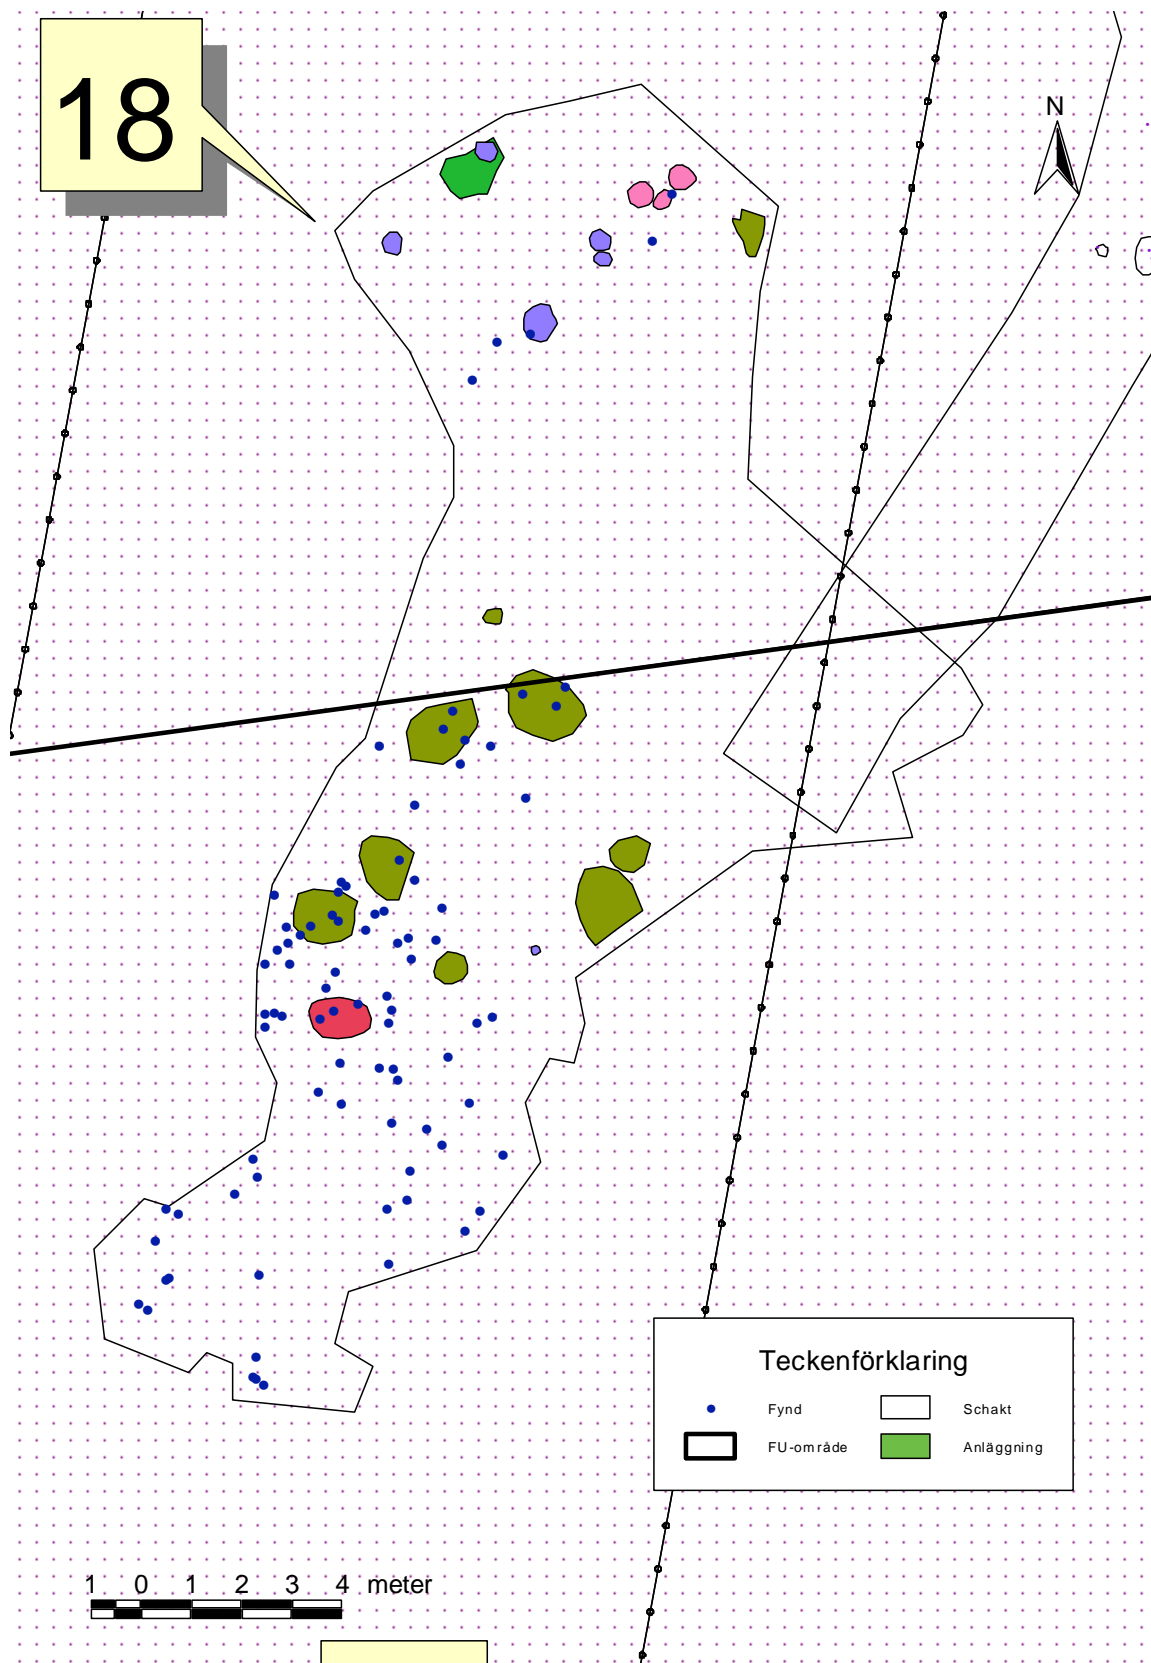 18
N
Teckenförklaring
Fynd
Schakt
FU-område
Anläggning
1 0 1 2 3 4 meter